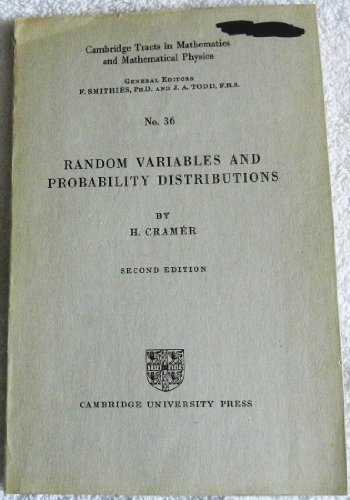 Cambridge Tracts in Mathematics
and Mathematical Physics
GENERAL EDITORS
F. SMITHIES, PH.D. AND J. A. TODD, F.R.S.
No. 36
RANDOM VARIABLES AND
PROBABILITY DISTRIBUTIONS
BY
H. CRAMÉR
SECOND EDITION
CAMBRIDGE UNIVERSITY PRESS